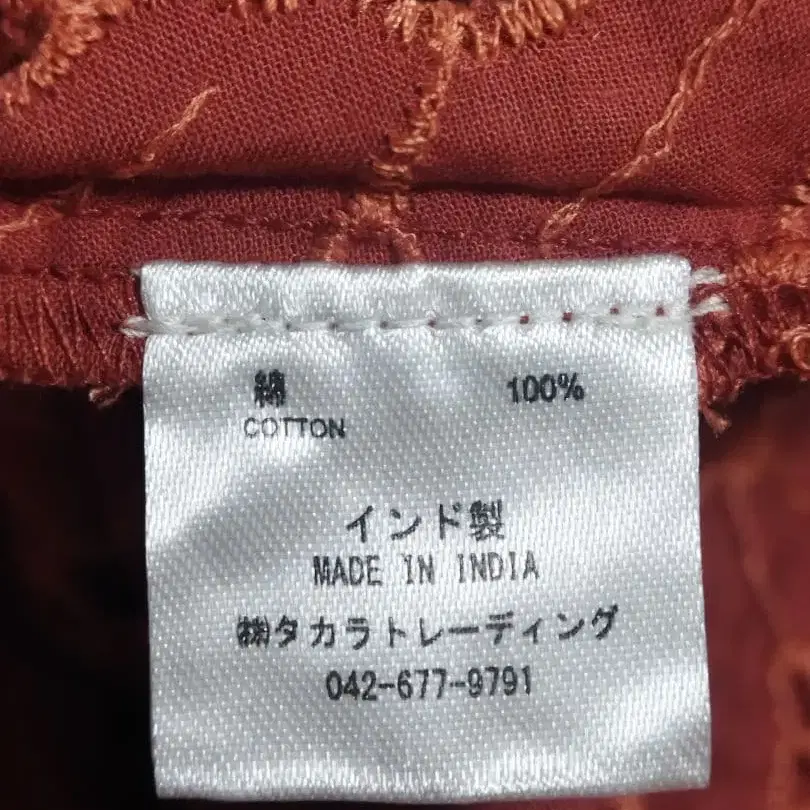 綿 100%
COTTON
インド製
MADE IN INDIA
㈱タカラトレーディング
042-677-9791